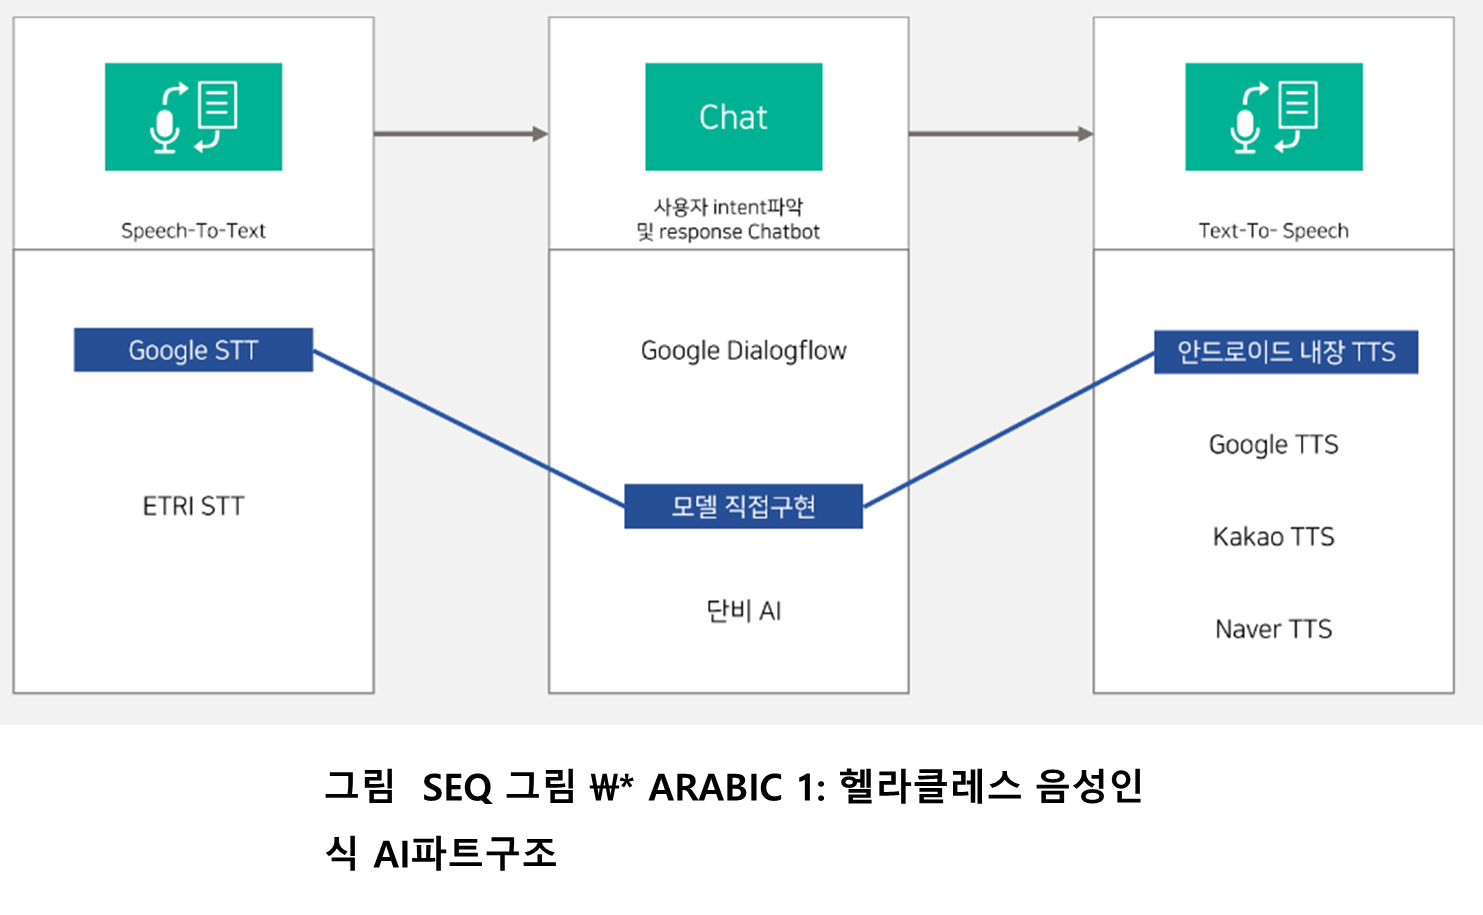 Speech-To-Text
Google STT
ETRI STT
Chat
사용자 intent파악
및 response Chatbot
Google Dialogflow
모델 직접구현
단비 AI
Text-To- Speech
안드로이드 내장 TTS
Google TTS
Kakao TTS
Naver TTS
그림  SEQ 그림 ₩* ARABIC 1: 헬라클레스 음성인
식 AI파트구조